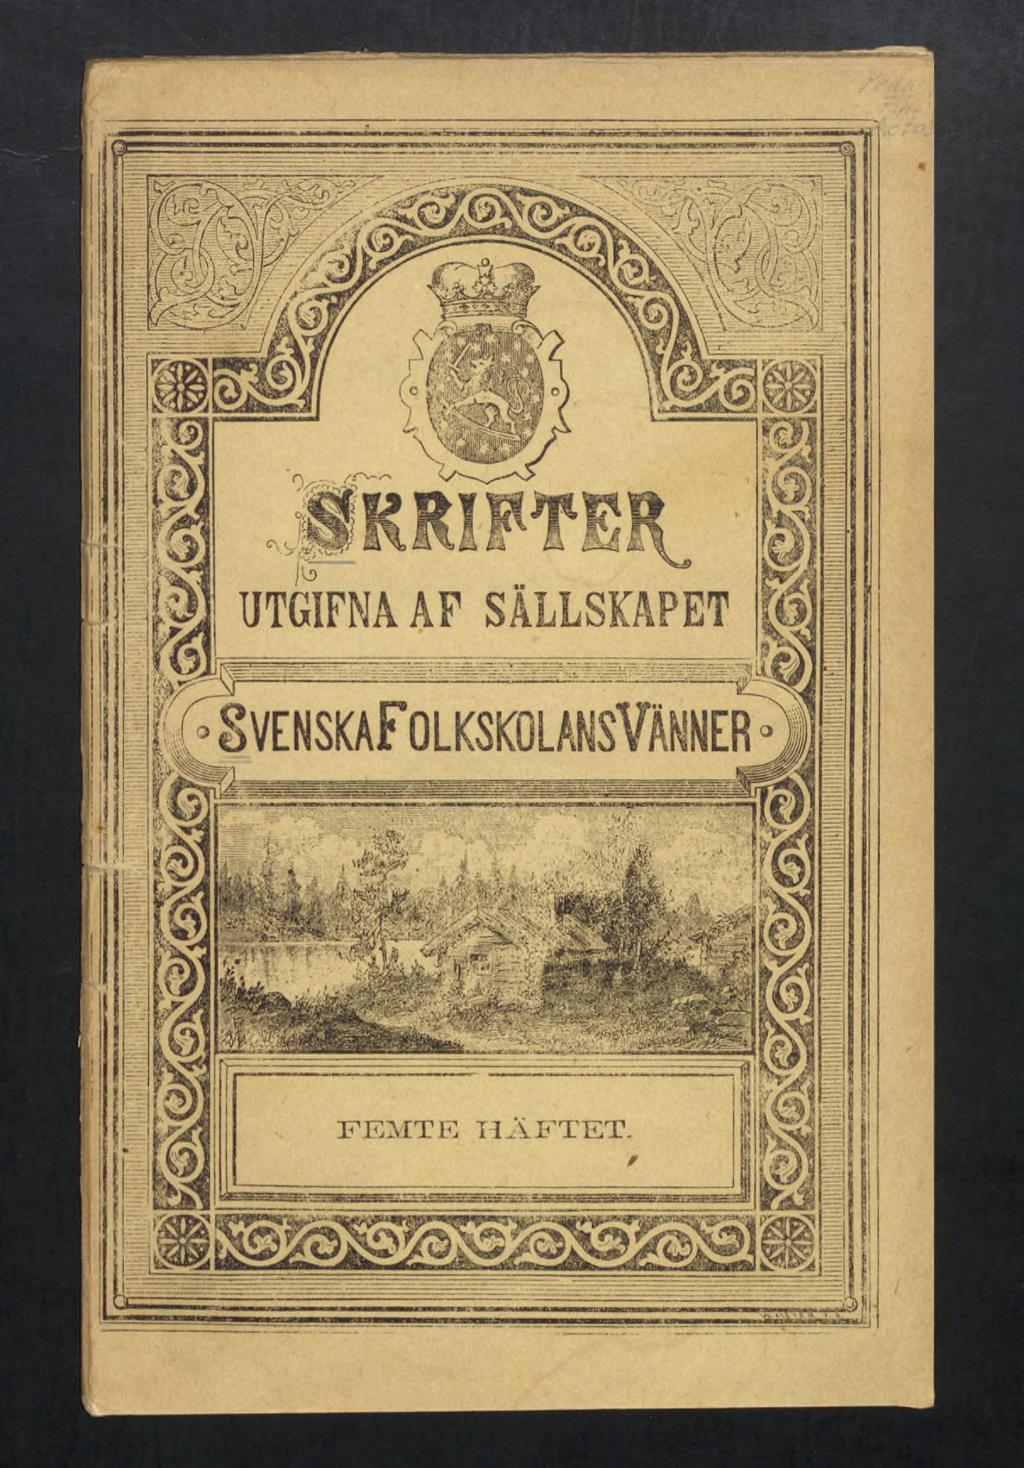 SKRIFTER
UTGIFNA AF SÄLLSKAPET
SVENSKA FOLKSKOLANS VÄNNER
FEMTE HÄFTET.